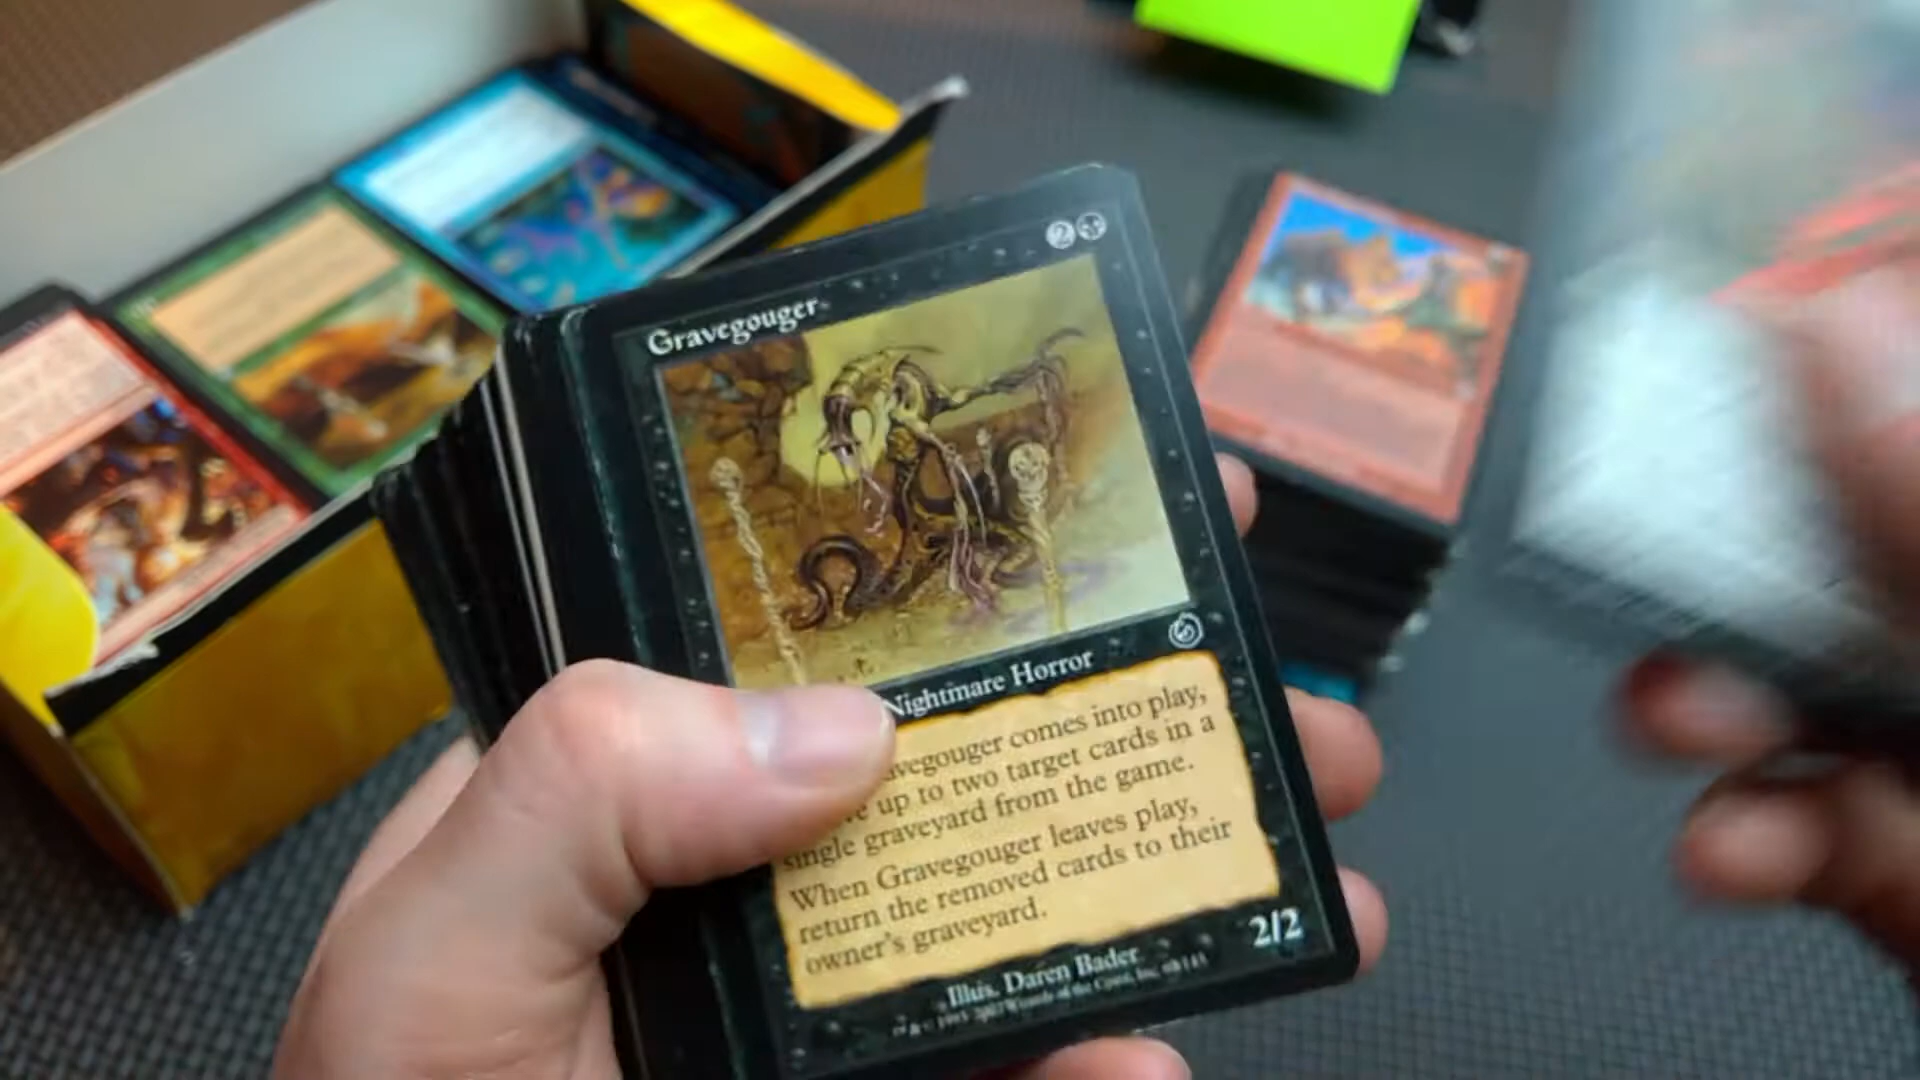 Gravegouger
2
Nightmare Horror
avegouger comes into play,
up to two target cards in a
single graveyard from the game.
When Gravegouger leaves play,
return the removed cards to their
owner's graveyard.
2/2
Illus. Daren Bader